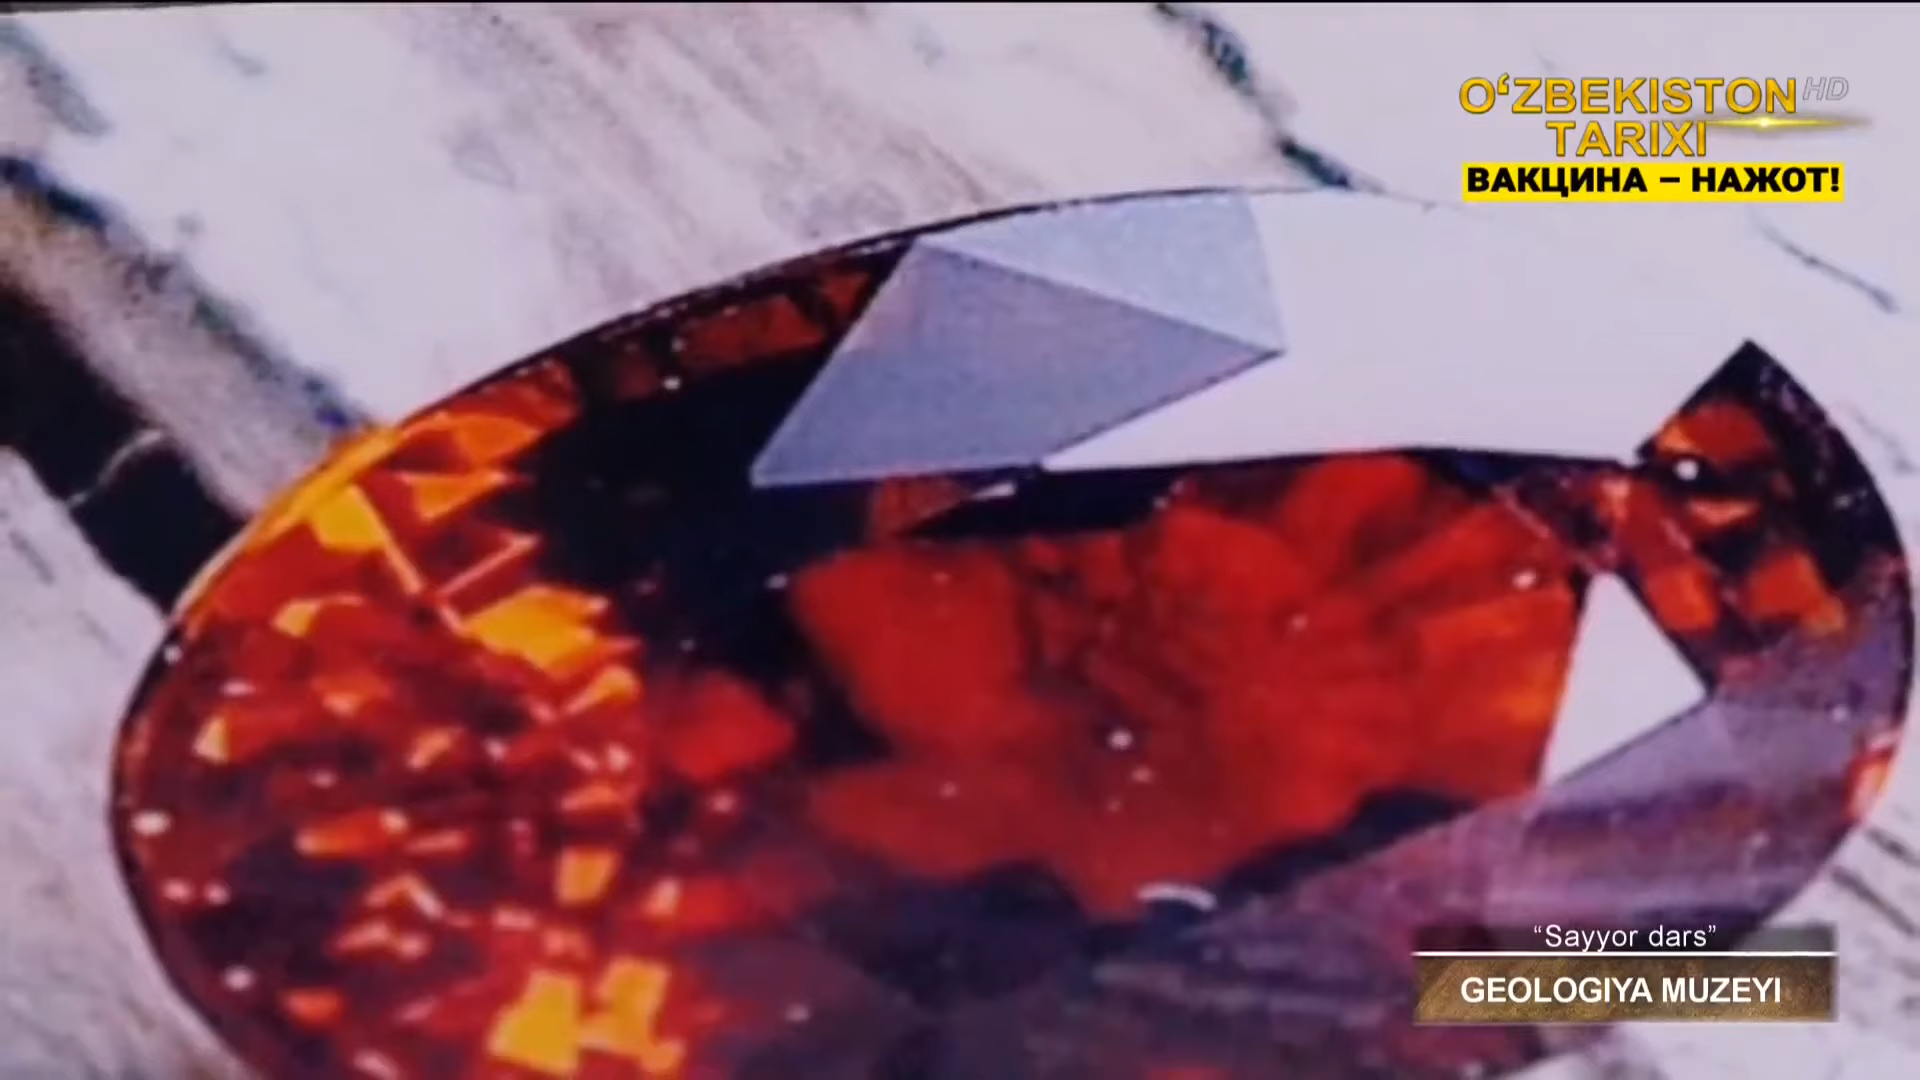 O‘ZBEKISTON HD
TARIXI
ВАКЦИНА – НАЖОТ!
“Sayyor dars”
GEOLOGIYA MUZEYI